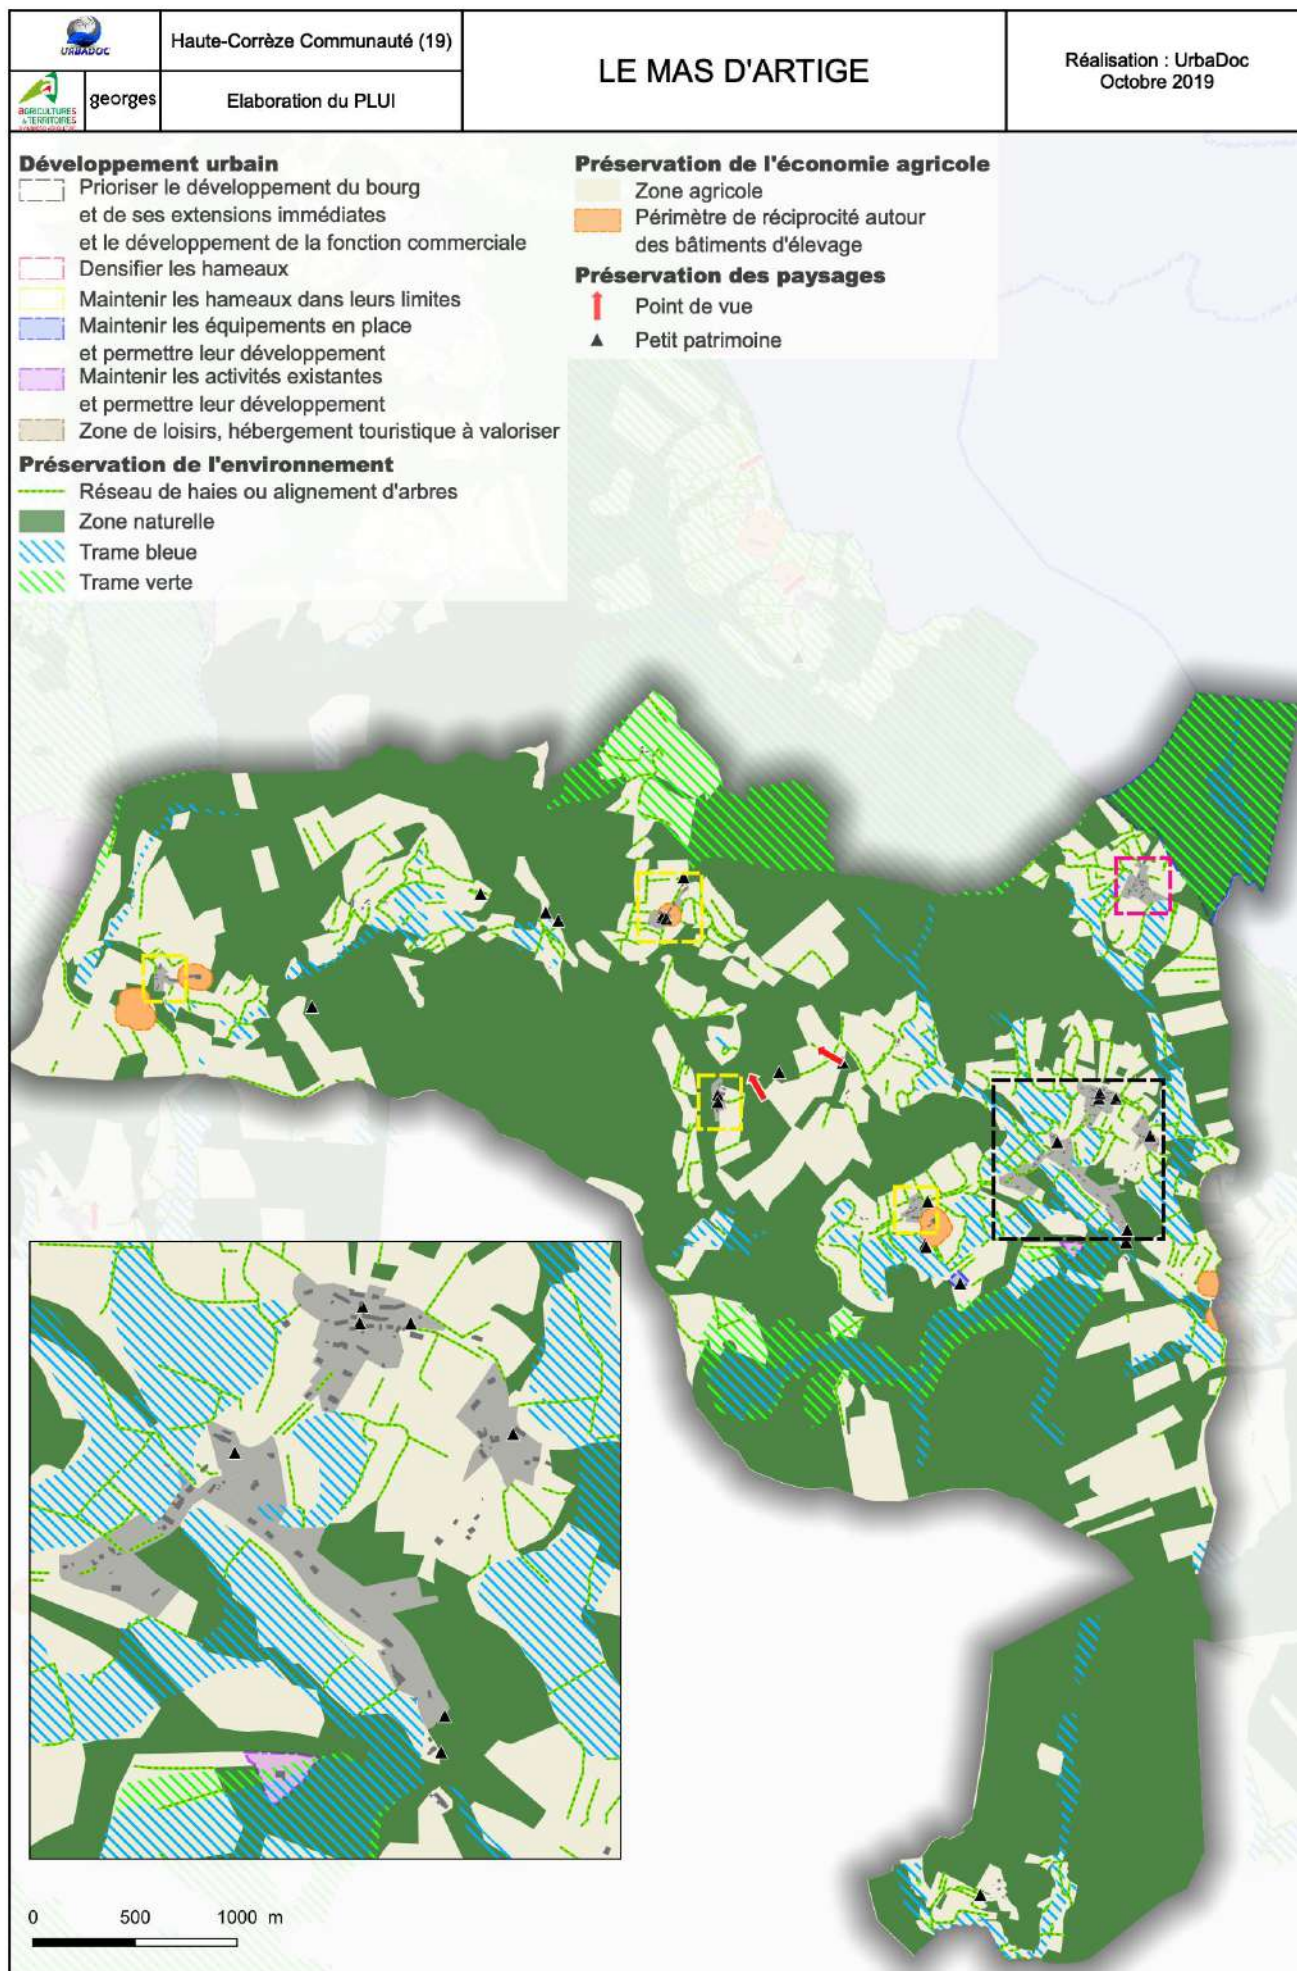 URBADOC
Haute-Corrèze Communauté (19)
AGRICULTURES
& TERRITOIRES
georges
Elaboration du PLUI
LE MAS D'ARTIGE
Réalisation : UrbaDoc
Octobre 2019
Développement urbain
Prioriser le développement du bourg
et de ses extensions immédiates
et le développement de la fonction commerciale
Densifier les hameaux
Maintenir les hameaux dans leurs limites
Maintenir les équipements en place
et permettre leur développement
Maintenir les activités existantes
et permettre leur développement
Zone de loisirs, hébergement touristique à valoriser
Préservation de l'environnement
Réseau de haies ou alignement d'arbres
Zone naturelle
Trame bleue
Trame verte
Préservation de l'économie agricole
Zone agricole
Périmètre de réciprocité autour
des bâtiments d'élevage
Préservation des paysages
Point de vue
Petit patrimoine
0 500 1000 m